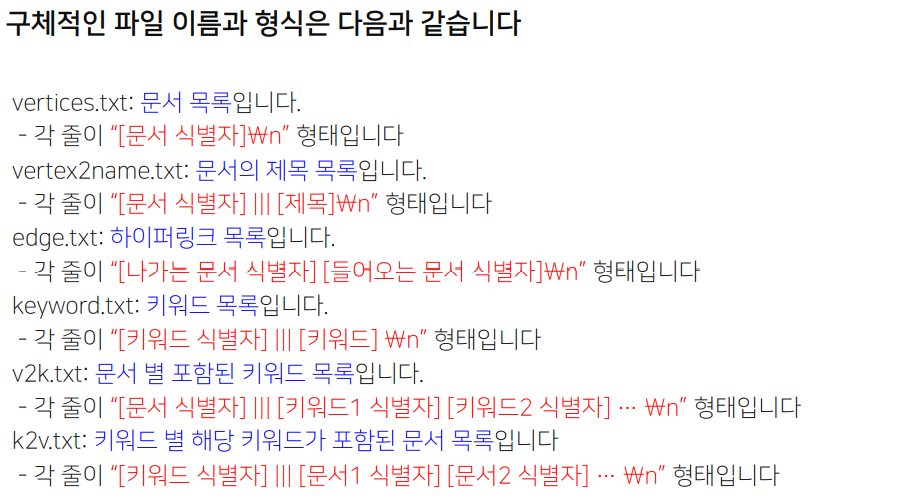 구체적인 파일 이름과 형식은 다음과 같습니다
vertices.txt: 문서 목록입니다.
- 각 줄이 “[문서 식별자]₩n” 형태입니다
vertex2name.txt: 문서의 제목 목록입니다.
- 각 줄이 “[문서 식별자] ||| [제목]₩n” 형태입니다
edge.txt: 하이퍼링크 목록입니다.
- 각 줄이 “[나가는 문서 식별자] [들어오는 문서 식별자]₩n” 형태입니다
keyword.txt: 키워드 목록입니다.
- 각 줄이 “[키워드 식별자] ||| [키워드] ₩n” 형태입니다
v2k.txt: 문서 별 포함된 키워드 목록입니다.
- 각 줄이 “[문서 식별자] ||| [키워드1 식별자] [키워드2 식별자] … ₩n” 형태입니다
k2v.txt: 키워드 별 해당 키워드가 포함된 문서 목록입니다
- 각 줄이 “[키워드 식별자] ||| [문서1 식별자] [문서2 식별자] … ₩n” 형태입니다